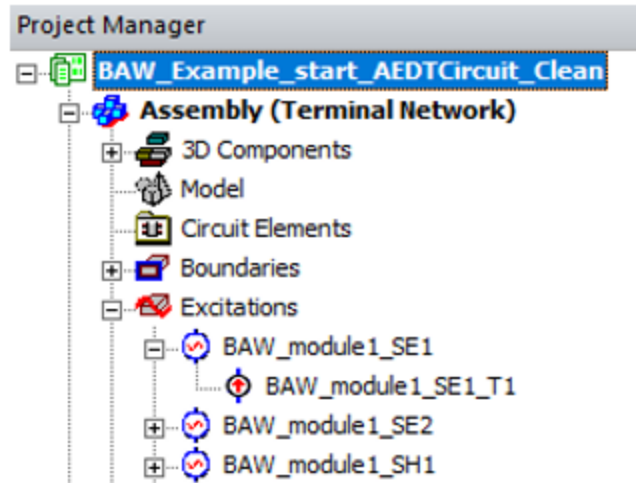 Project Manager
BAW_Example_start_AEDTCircuit_Clean
Assembly (Terminal Network)
3D Components
Model
Circuit Elements
Boundaries
Excitations
BAW_module1_SE1
BAW_module1_SE1_T1
BAW_module1_SE2
BAW_module1_SH1